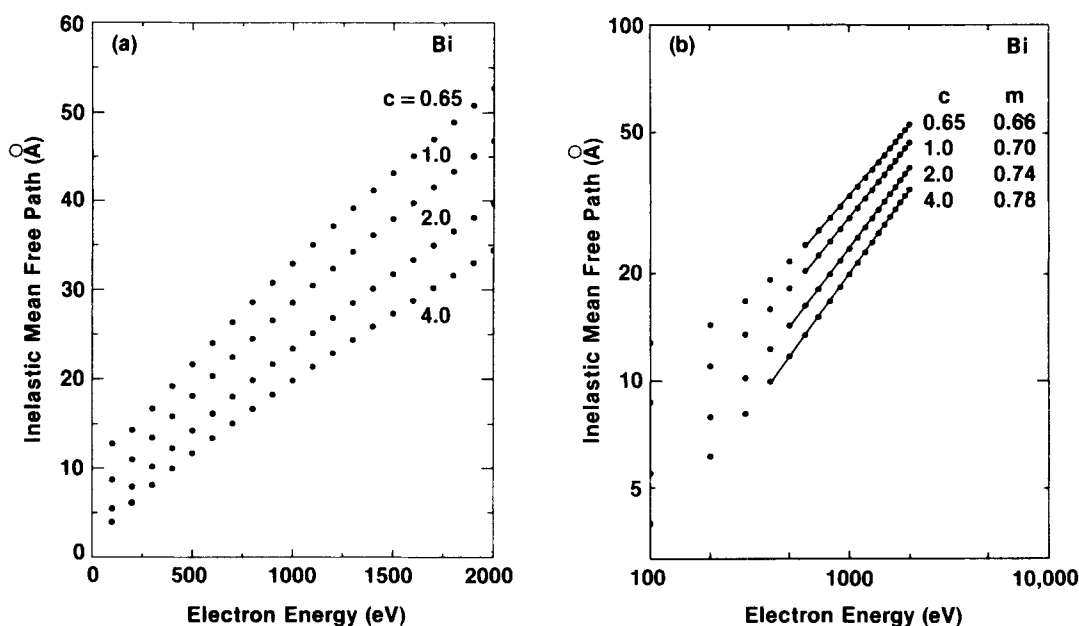 (a)
Bi
60
50
40
30
20
10
0
c = 0.65
1.0
2.0
4.0
Inelastic Mean Free Path (Å)
0 500 1000 1500 2000
Electron Energy (eV)
(b)
Bi
100
50
20
10
5
c m
0.65 0.66
1.0 0.70
2.0 0.74
4.0 0.78
Inelastic Mean Free Path (Å)
100 1000 10,000
Electron Energy (eV)